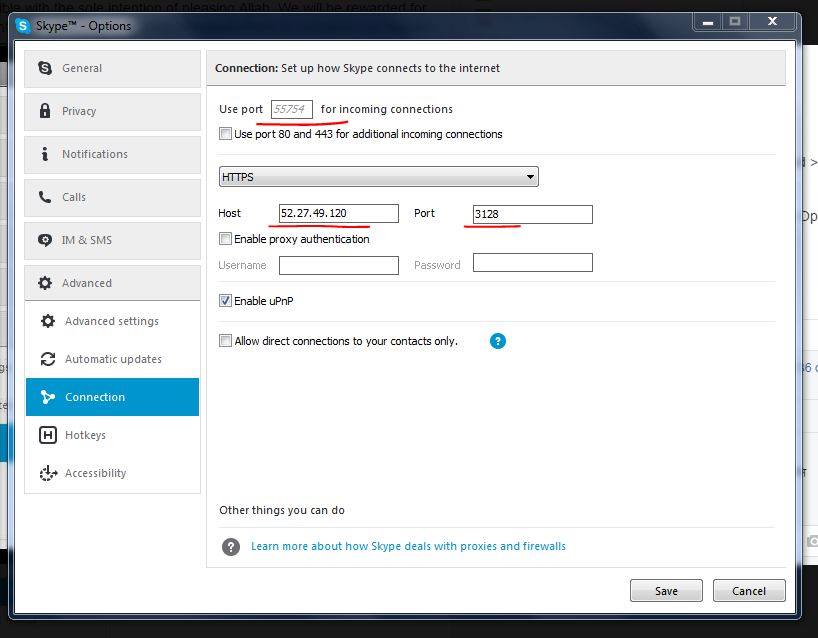 ble with the sole intention of pleasing Allah. We will be rewarded for
Skype™ - Options
General
Privacy
Notifications
Calls
IM & SMS
Advanced
Advanced settings
Automatic updates
Connection
Hotkeys
Accessibility
Connection: Set up how Skype connects to the internet
Use port 55754 for incoming connections
Use port 80 and 443 for additional incoming connections
HTTPS
Host 52.27.49.120 Port 3128
Enable proxy authentication
Username Password
Enable uPnP
Allow direct connections to your contacts only. ?
Other things you can do
? Learn more about how Skype deals with proxies and firewalls
Save Cancel